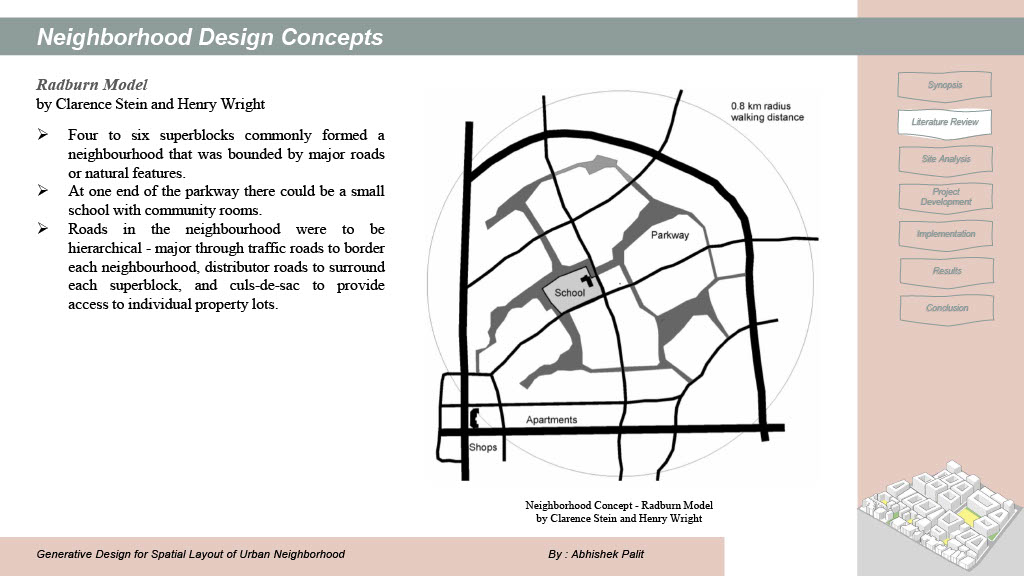 Neighborhood Design Concepts
Radburn Model
by Clarence Stein and Henry Wright
➢ Four to six superblocks commonly formed a
neighbourhood that was bounded by major roads
or natural features.
➢ At one end of the parkway there could be a small
school with community rooms.
➢ Roads in the neighbourhood were to be
hierarchical - major through traffic roads to border
each neighbourhood, distributor roads to surround
each superblock, and culs-de-sac to provide
access to individual property lots.
0.8 km radius
walking distance
Parkway
School
Apartments
Shops
Neighborhood Concept - Radburn Model
by Clarence Stein and Henry Wright
Synopsis
Literature Review
Site Analysis
Project
Development
Implementation
Results
Conclusion
Generative Design for Spatial Layout of Urban Neighborhood
By : Abhishek Palit